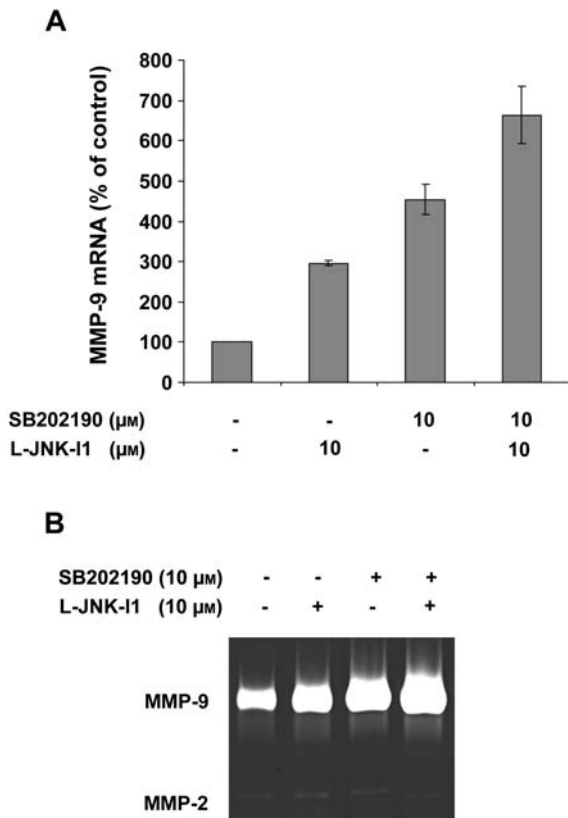 A
MMP-9 mRNA (% of control)
800
700
600
500
400
300
200
100
0
SB202190 (μM) - - 10 10
L-JNK-I1 (μM) - 10 - 10
B
SB202190 (10 μM) - - + +
L-JNK-I1 (10 μM) - + - +
MMP-9
MMP-2